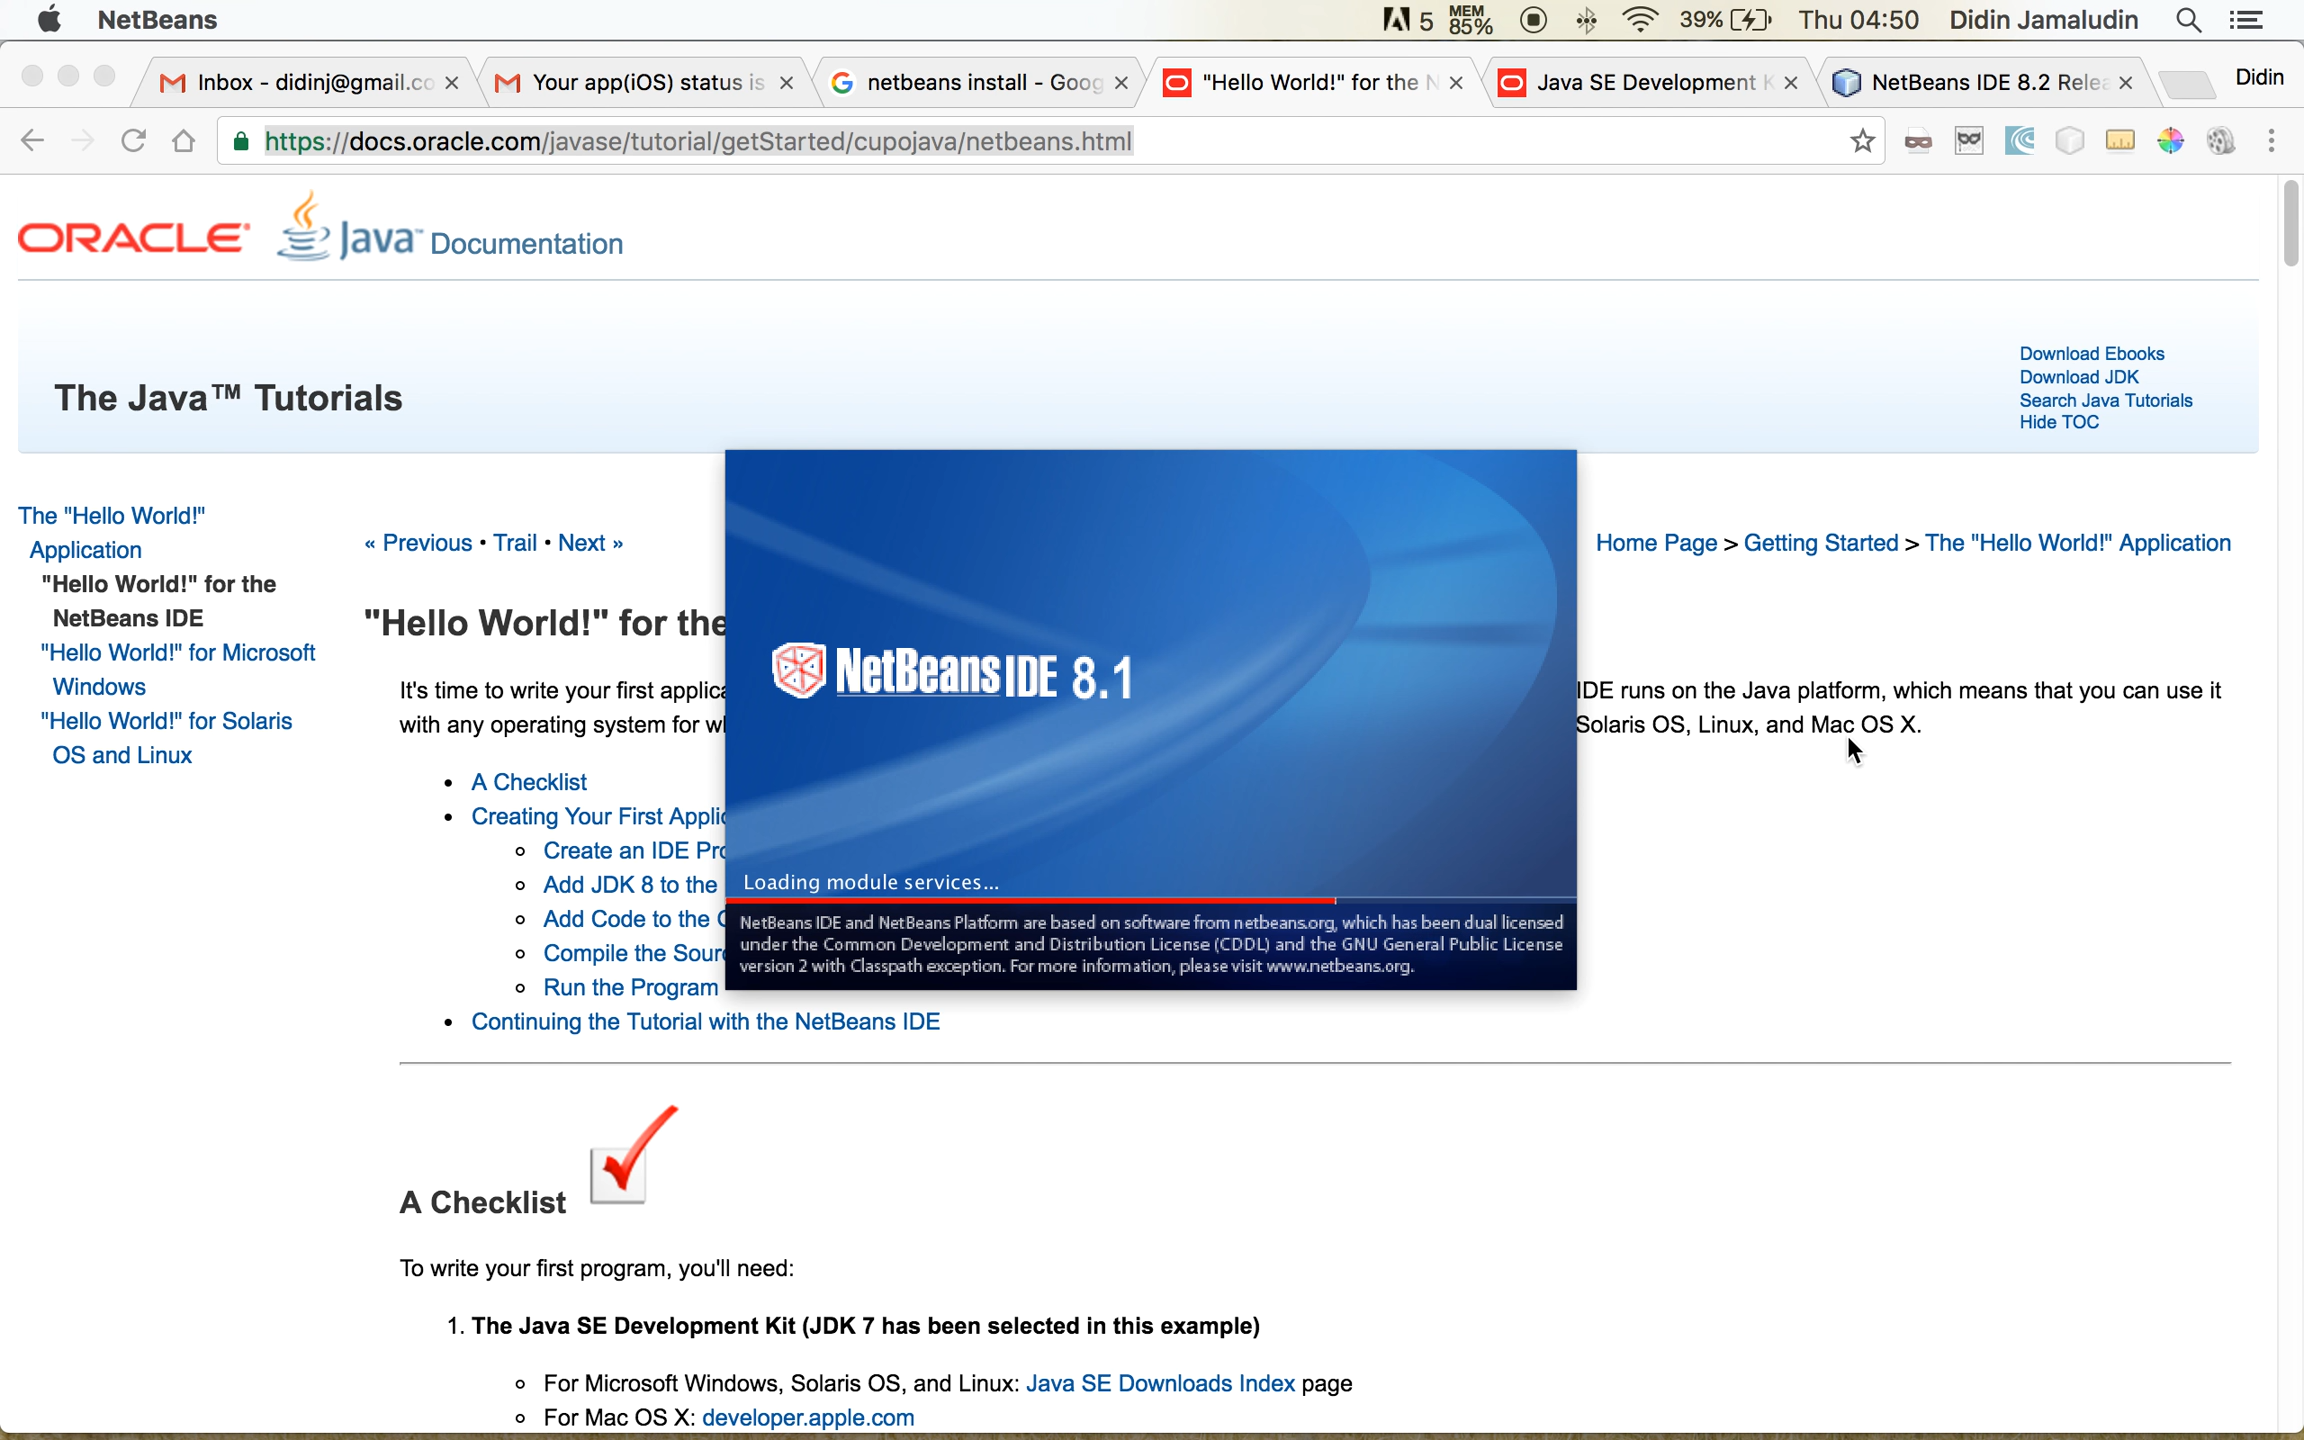 NetBeans
5 MEM 85% 39% Thu 04:50 Didin Jamaludin
Inbox - didinj@gmail.co
Your app(iOS) status is
netbeans install - Goog
"Hello World!" for the N
Java SE Development K
NetBeans IDE 8.2 Relea
Didin
https://docs.oracle.com/javase/tutorial/getStarted/cupojava/netbeans.html
ORACLE Java™ Documentation
Download Ebooks
Download JDK
Search Java Tutorials
Hide TOC
The Java™ Tutorials
The "Hello World!"
Application
"Hello World!" for the
NetBeans IDE
"Hello World!" for Microsoft
Windows
"Hello World!" for Solaris
OS and Linux
« Previous • Trail • Next »
Home Page > Getting Started > The "Hello World!" Application
"Hello World!" for the
It's time to write your first applica
IDE runs on the Java platform, which means that you can use it
with any operating system for wh
Solaris OS, Linux, and Mac OS X.
A Checklist
Creating Your First Applic
Create an IDE Pro
Add JDK 8 to the
Add Code to the G
Compile the Sourc
Run the Program
Continuing the Tutorial with the NetBeans IDE
NetBeans IDE 8.1
Loading module services...
NetBeans IDE and NetBeans Platform are based on software from netbeans.org, which has been dual licensed
under the Common Development and Distribution License (CDDL) and the GNU General Public License
version 2 with Classpath exception. For more information, please visit www.netbeans.org.
A Checklist
To write your first program, you'll need:
1. The Java SE Development Kit (JDK 7 has been selected in this example)
For Microsoft Windows, Solaris OS, and Linux: Java SE Downloads Index page
For Mac OS X: developer.apple.com